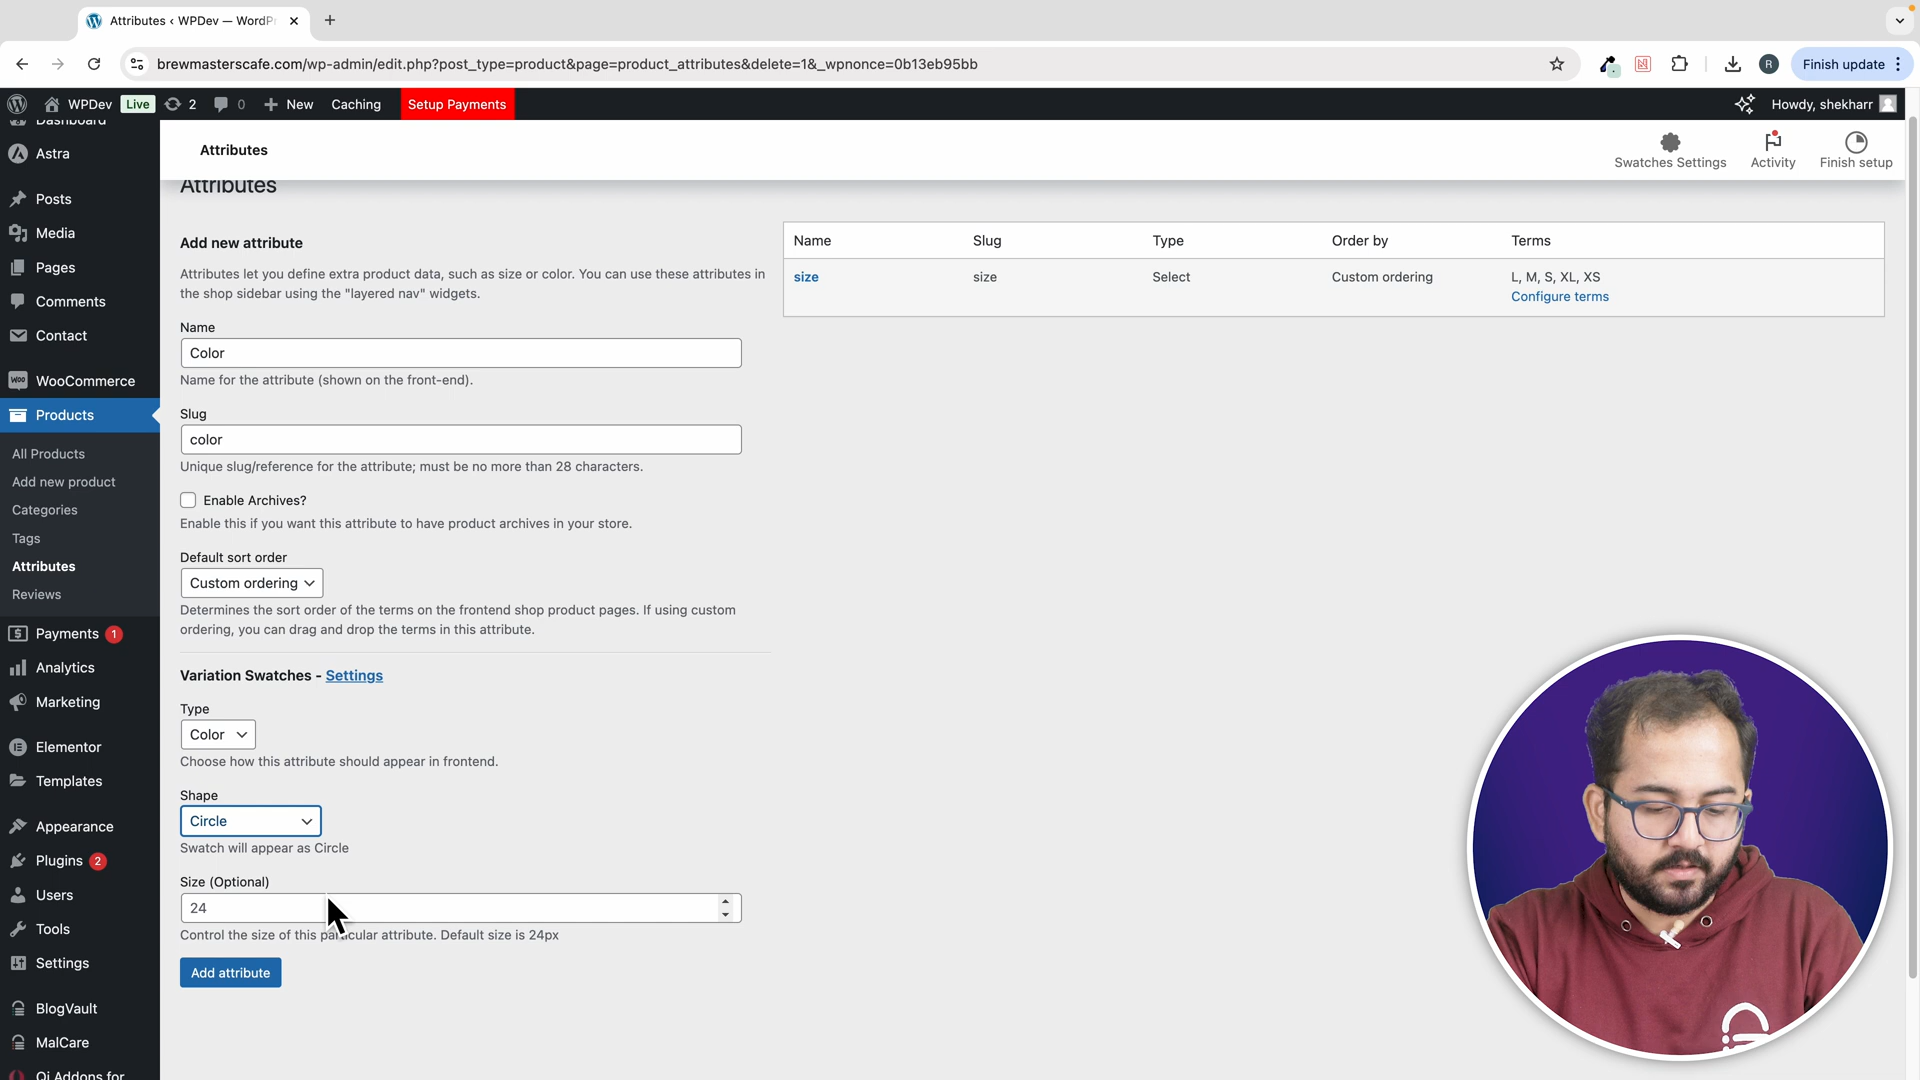 Attributes ‹ WPDev — WordP
brewmasterscafe.com/wp-admin/edit.php?post_type=product&page=product_attributes&delete=1&_wpnonce=0b13eb95bb
R
Finish update
WPDev
Live
2
0
New
Caching
Setup Payments
Howdy, shekharr
Dashboard
Astra
Posts
Media
Pages
Comments
Contact
WooCommerce
Products
All Products
Add new product
Categories
Tags
Attributes
Reviews
Payments 1
Analytics
Marketing
Elementor
Templates
Appearance
Plugins 2
Users
Tools
Settings
BlogVault
MalCare
Qi Addons for
Attributes
Swatches Settings
Activity
Finish setup
Attributes
Add new attribute
Attributes let you define extra product data, such as size or color. You can use these attributes in
the shop sidebar using the "layered nav" widgets.
Name
Color
Name for the attribute (shown on the front-end).
Slug
color
Unique slug/reference for the attribute; must be no more than 28 characters.
Enable Archives?
Enable this if you want this attribute to have product archives in your store.
Default sort order
Custom ordering
Determines the sort order of the terms on the frontend shop product pages. If using custom
ordering, you can drag and drop the terms in this attribute.
Variation Swatches - Settings
Type
Color
Choose how this attribute should appear in frontend.
Shape
Circle
Swatch will appear as Circle
Size (Optional)
24
Control the size of this particular attribute. Default size is 24px
Add attribute
Name Slug Type Order by Terms
size size Select Custom ordering L, M, S, XL, XS
Configure terms